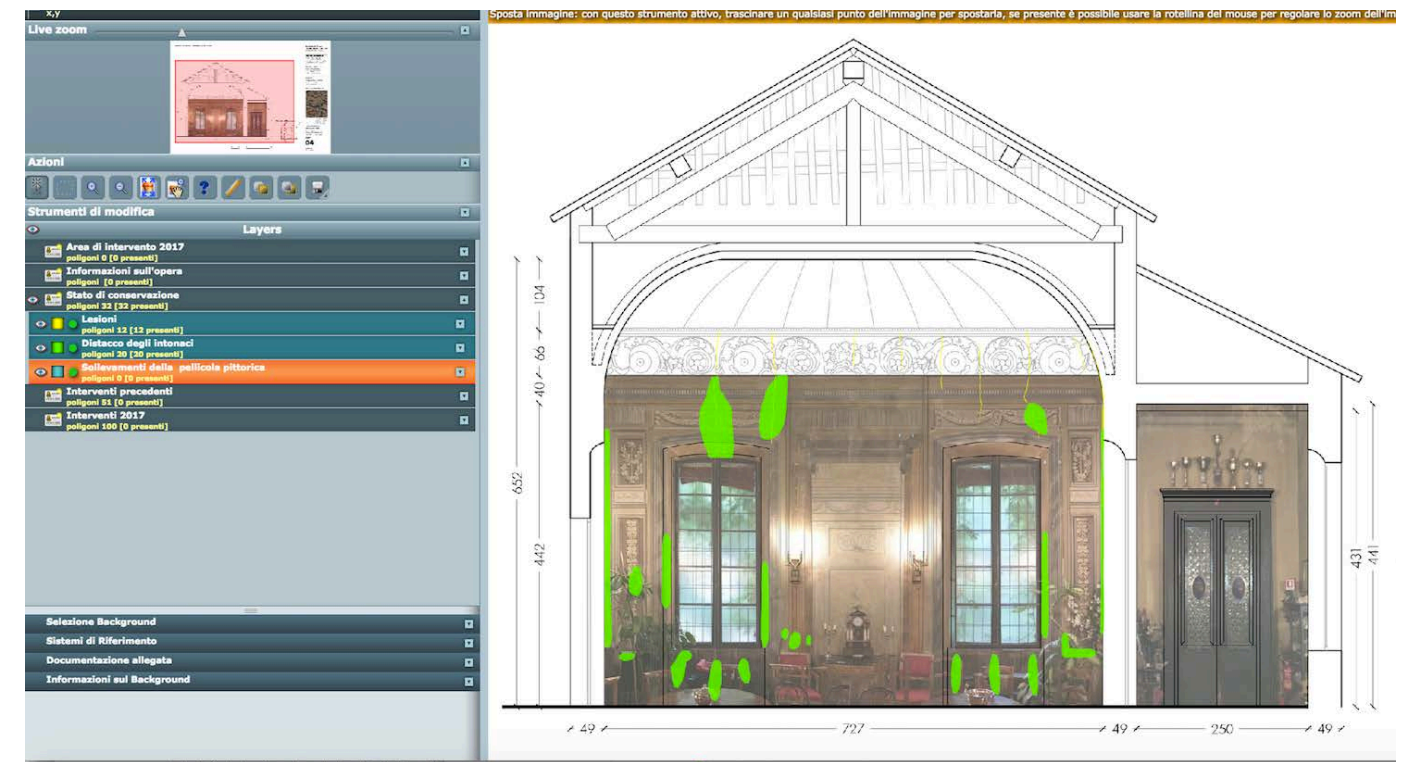 x,y
Sposta Immagine: con questo strumento attivo, trascinare un qualsiasi punto dell'immagine per spostarla, se presente è possibile usare la rotellina del mouse per regolare lo zoom dell'im
Live zoom
04
Azioni
?
Strumenti di modifica
Layers
Area di intervento 2017
poligoni 0 [0 presenti]
Informazioni sull'opera
poligoni [0 presenti]
Stato di conservazione
poligoni 32 [32 presenti]
Lesioni
poligoni 12 [12 presenti]
Distacco degli intonaci
poligoni 20 [20 presenti]
Sollevamenti della pellicola pittorica
poligoni 0 [0 presenti]
Interventi precedenti
poligoni 51 [0 presenti]
Interventi 2017
poligoni 100 [0 presenti]
Selezione Background
Sistemi di Riferimento
Documentazione allegata
Informazioni sul Background
104
66
40
652
442
431
441
49
727
49
250
49